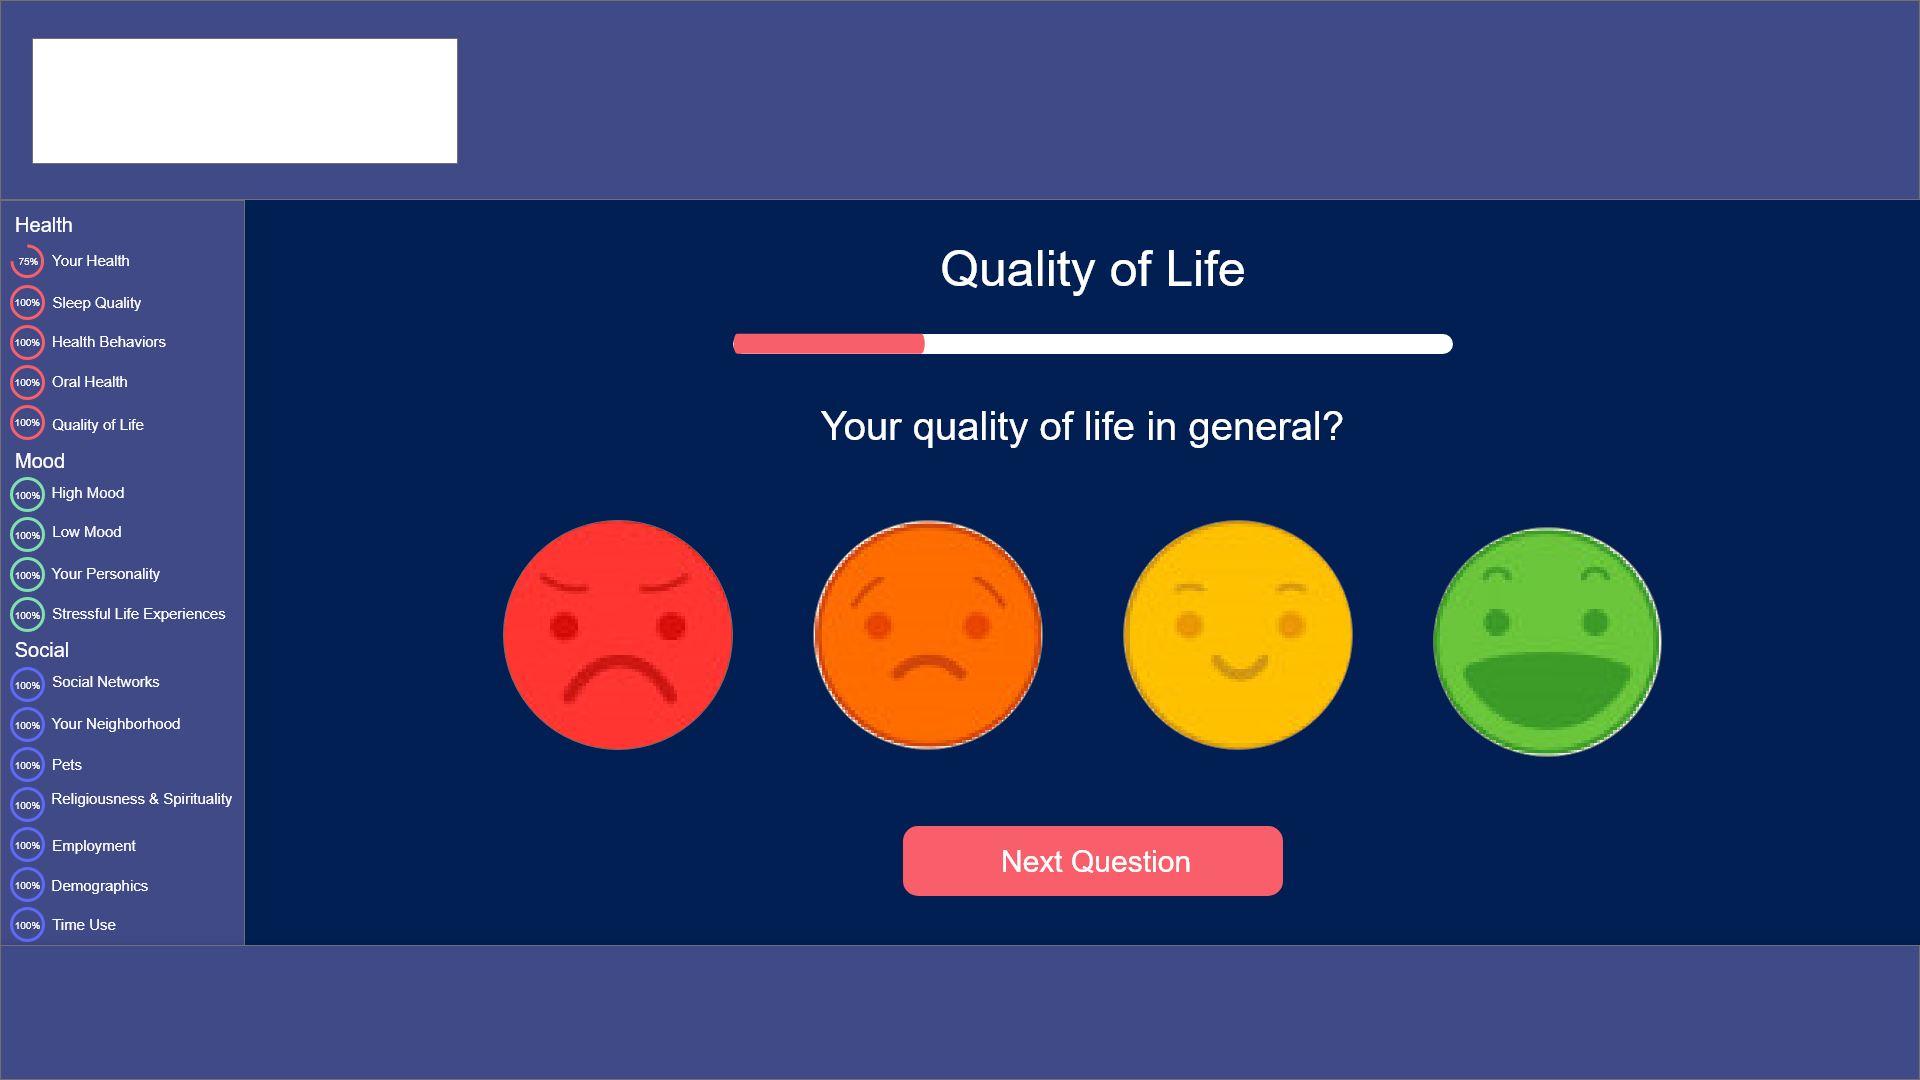 Health
75% Your Health
100% Sleep Quality
100% Health Behaviors
100% Oral Health
100% Quality of Life
Mood
100% High Mood
100% Low Mood
100% Your Personality
100% Stressful Life Experiences
Social
100% Social Networks
100% Your Neighborhood
100% Pets
100% Religiousness & Spirituality
100% Employment
100% Demographics
100% Time Use
Quality of Life
Your quality of life in general?
Next Question